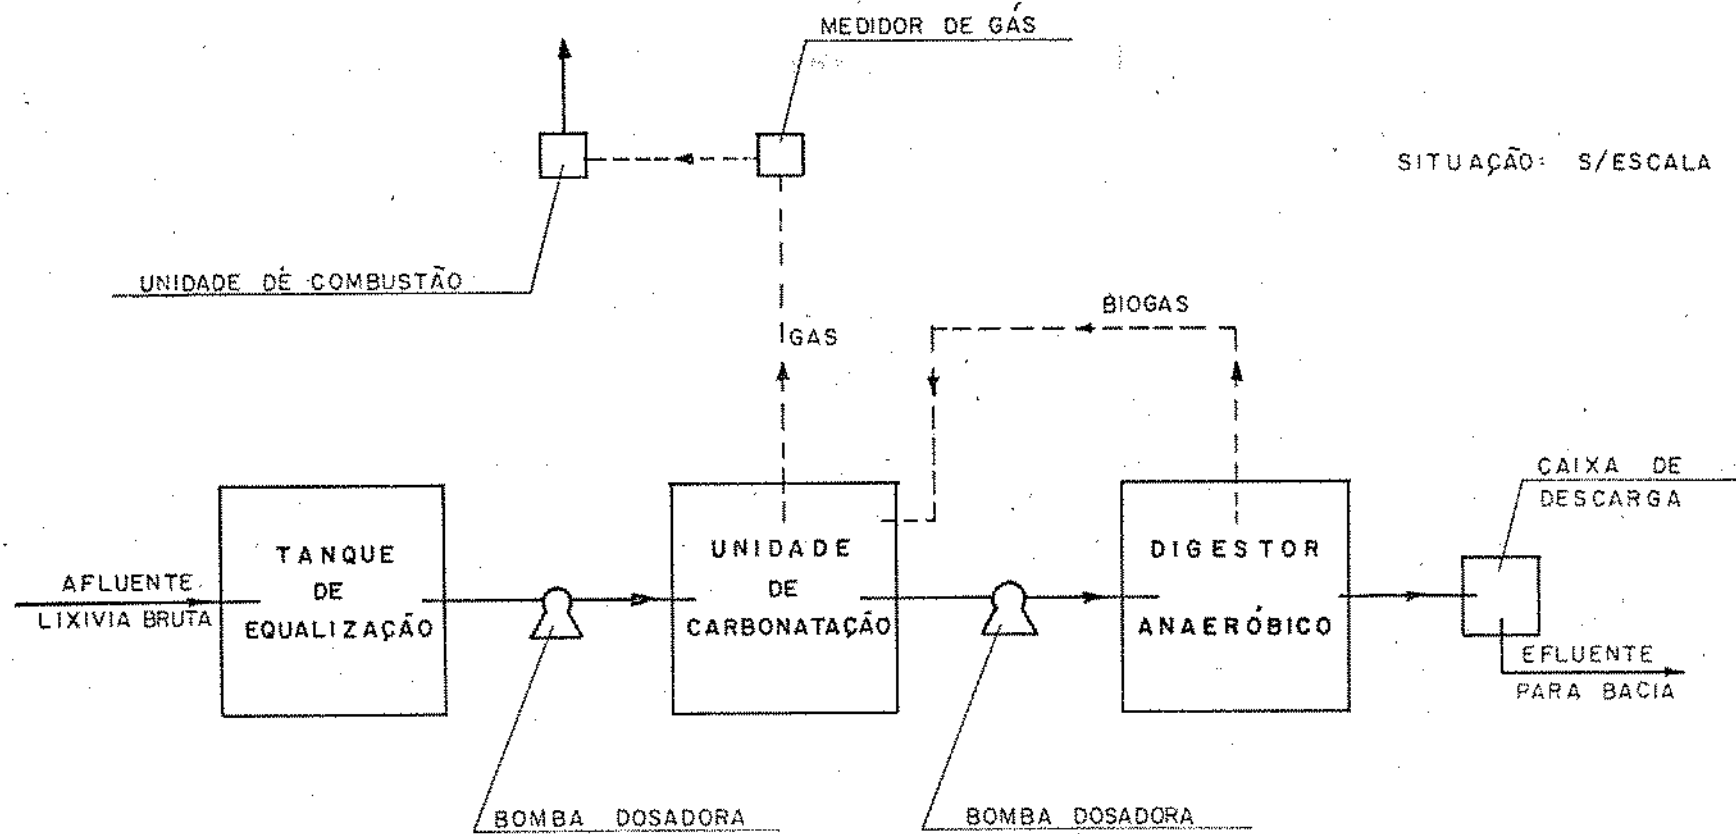 MEDIDOR DE GÁS
SITUAÇÃO: S/ESCALA
UNIDADE DE COMBUSTÃO
BIOGAS
GAS
CAIXA DE
DESCARGA
TANQUE
DE
EQUALIZAÇÃO
UNIDADE
DE
CARBONATAÇÃO
DIGESTOR
ANAERÓBICO
AFLUENTE
LIXIVIA BRUTA
EFLUENTE
PARA BACIA
BOMBA DOSADORA
BOMBA DOSADORA